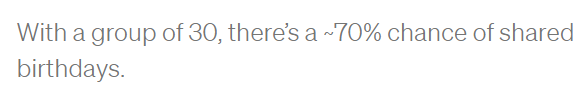 With a group of 30, there’s a ~70% chance of shared
birthdays.